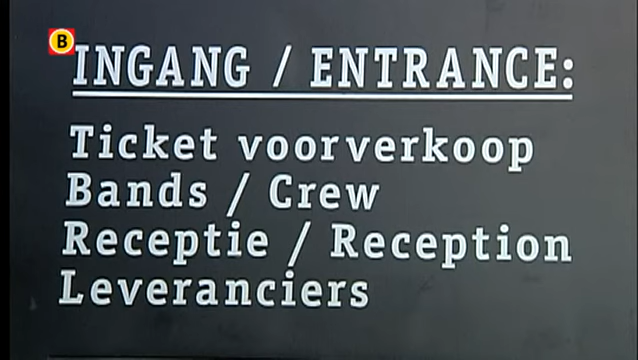 B
INGANG / ENTRANCE:
Ticket voorverkoop
Bands / Crew
Receptie / Reception
Leveranciers